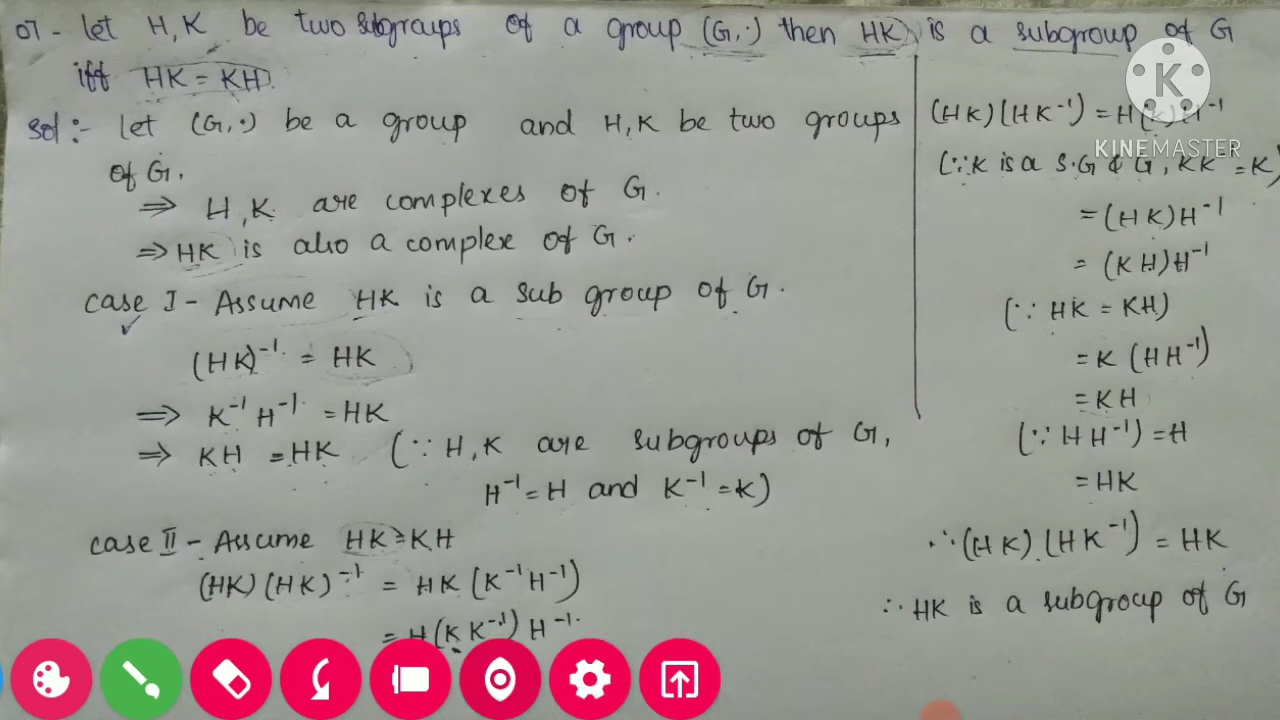 07- let H,K be two subgroups of a group (G,·) then HK is a subgroup of G
iff HK = KH
Sol:- let (G,·) be a group and H,K be two groups
of G.
⇒ H,K are complexes of G.
⇒ HK is also a complex of G.
case I - Assume HK is a sub group of G.
(HK)⁻¹ = HK
⇒ K⁻¹ H⁻¹ = HK
⇒ KH = HK (∵ H,K are subgroups of G,
H⁻¹ = H and K⁻¹ = K)
case II - Assume HK = KH
(HK) (HK)⁻¹ = HK (K⁻¹H⁻¹)
= H(K K⁻¹) H⁻¹
K
KINEMASTER
(HK)(HK⁻¹) = H(K)H⁻¹
(∵ K is a S.G & G, KK = K)
= (HK)H⁻¹
= (KH)H⁻¹
(∵ HK = KH)
= K (HH⁻¹)
= KH
(∵ HH⁻¹) = H
= HK
∴ (HK) (HK⁻¹) = HK
∴ HK is a subgroup of G